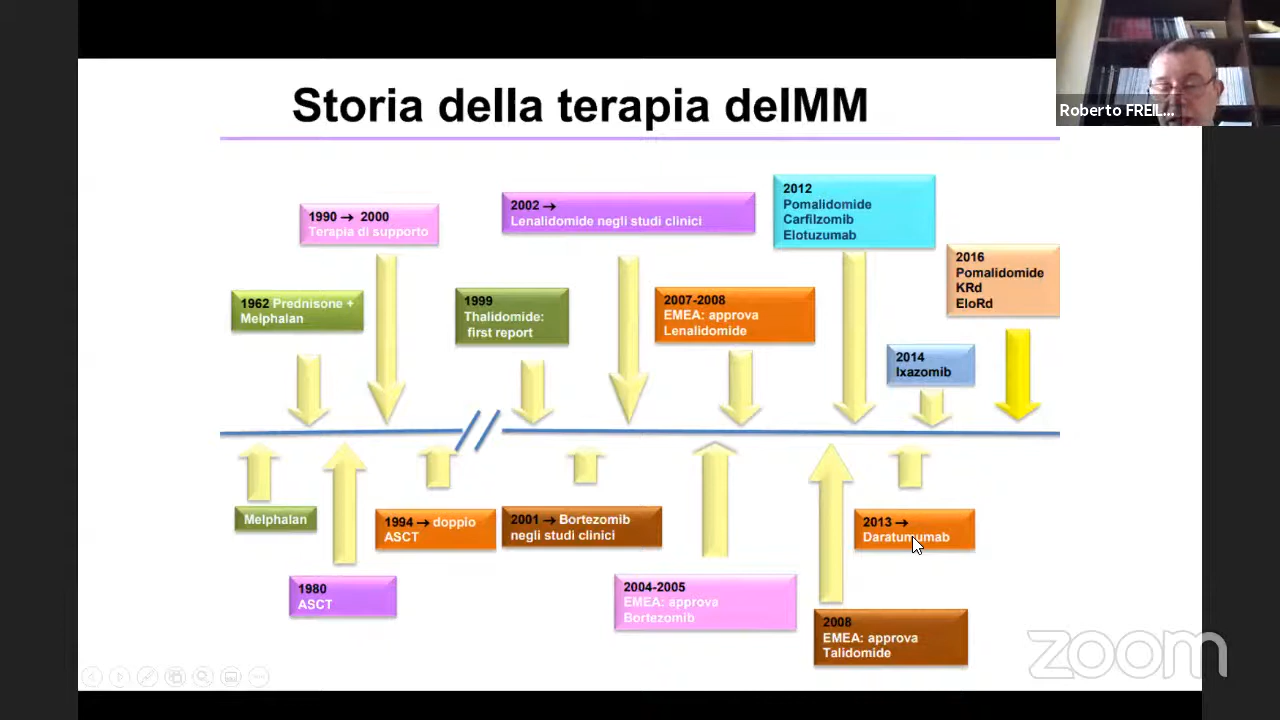 Storia della terapia delMM
Roberto FREIL...
1990 → 2000
Terapia di supporto
2002 →
Lenalidomide negli studi clinici
2012
Pomalidomide
Carfilzomib
Elotuzumab
2016
Pomalidomide
KRd
EloRd
1962 Prednisone +
Melphalan
1999
Thalidomide:
first report
2007-2008
EMEA: approva
Lenalidomide
2014
Ixazomib
Melphalan
1994 → doppio
ASCT
2001 → Bortezomib
negli studi clinici
2013 →
Daratumumab
1980
ASCT
2004-2005
EMEA: approva
Bortezomib
2008
EMEA: approva
Talidomide
zoom